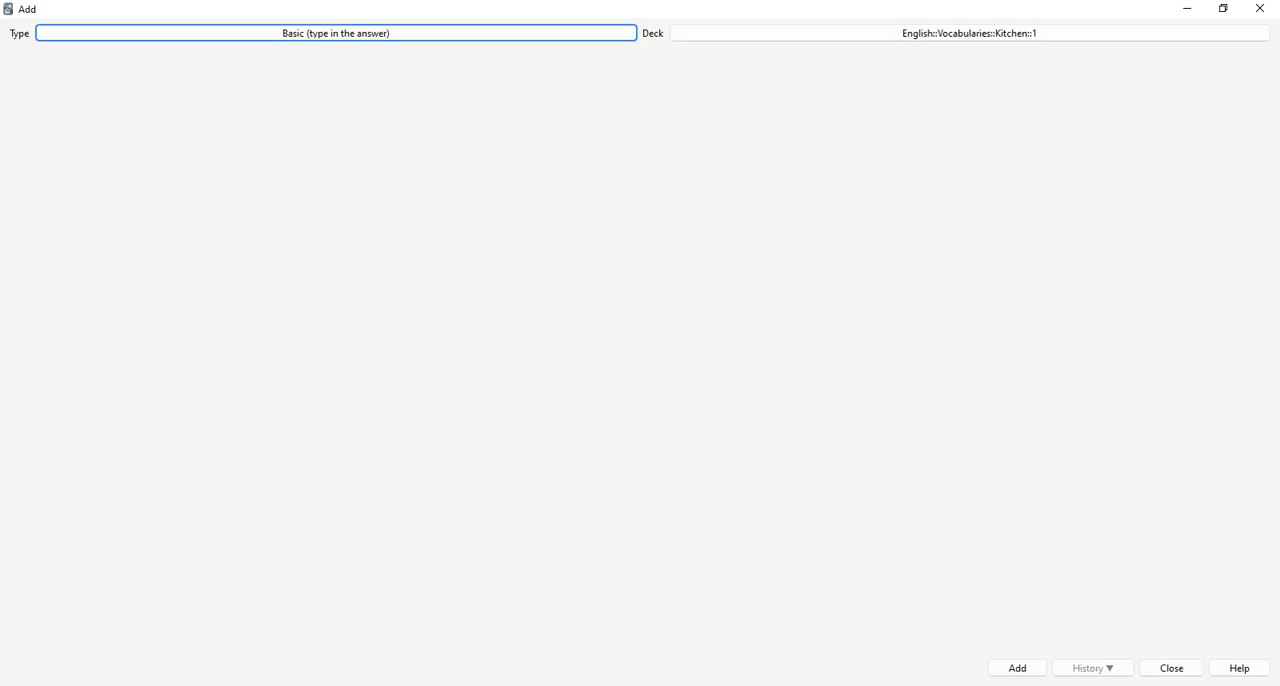 Add
Type Basic (type in the answer) Deck English::Vocabularies::Kitchen::1
Add History ▼ Close Help